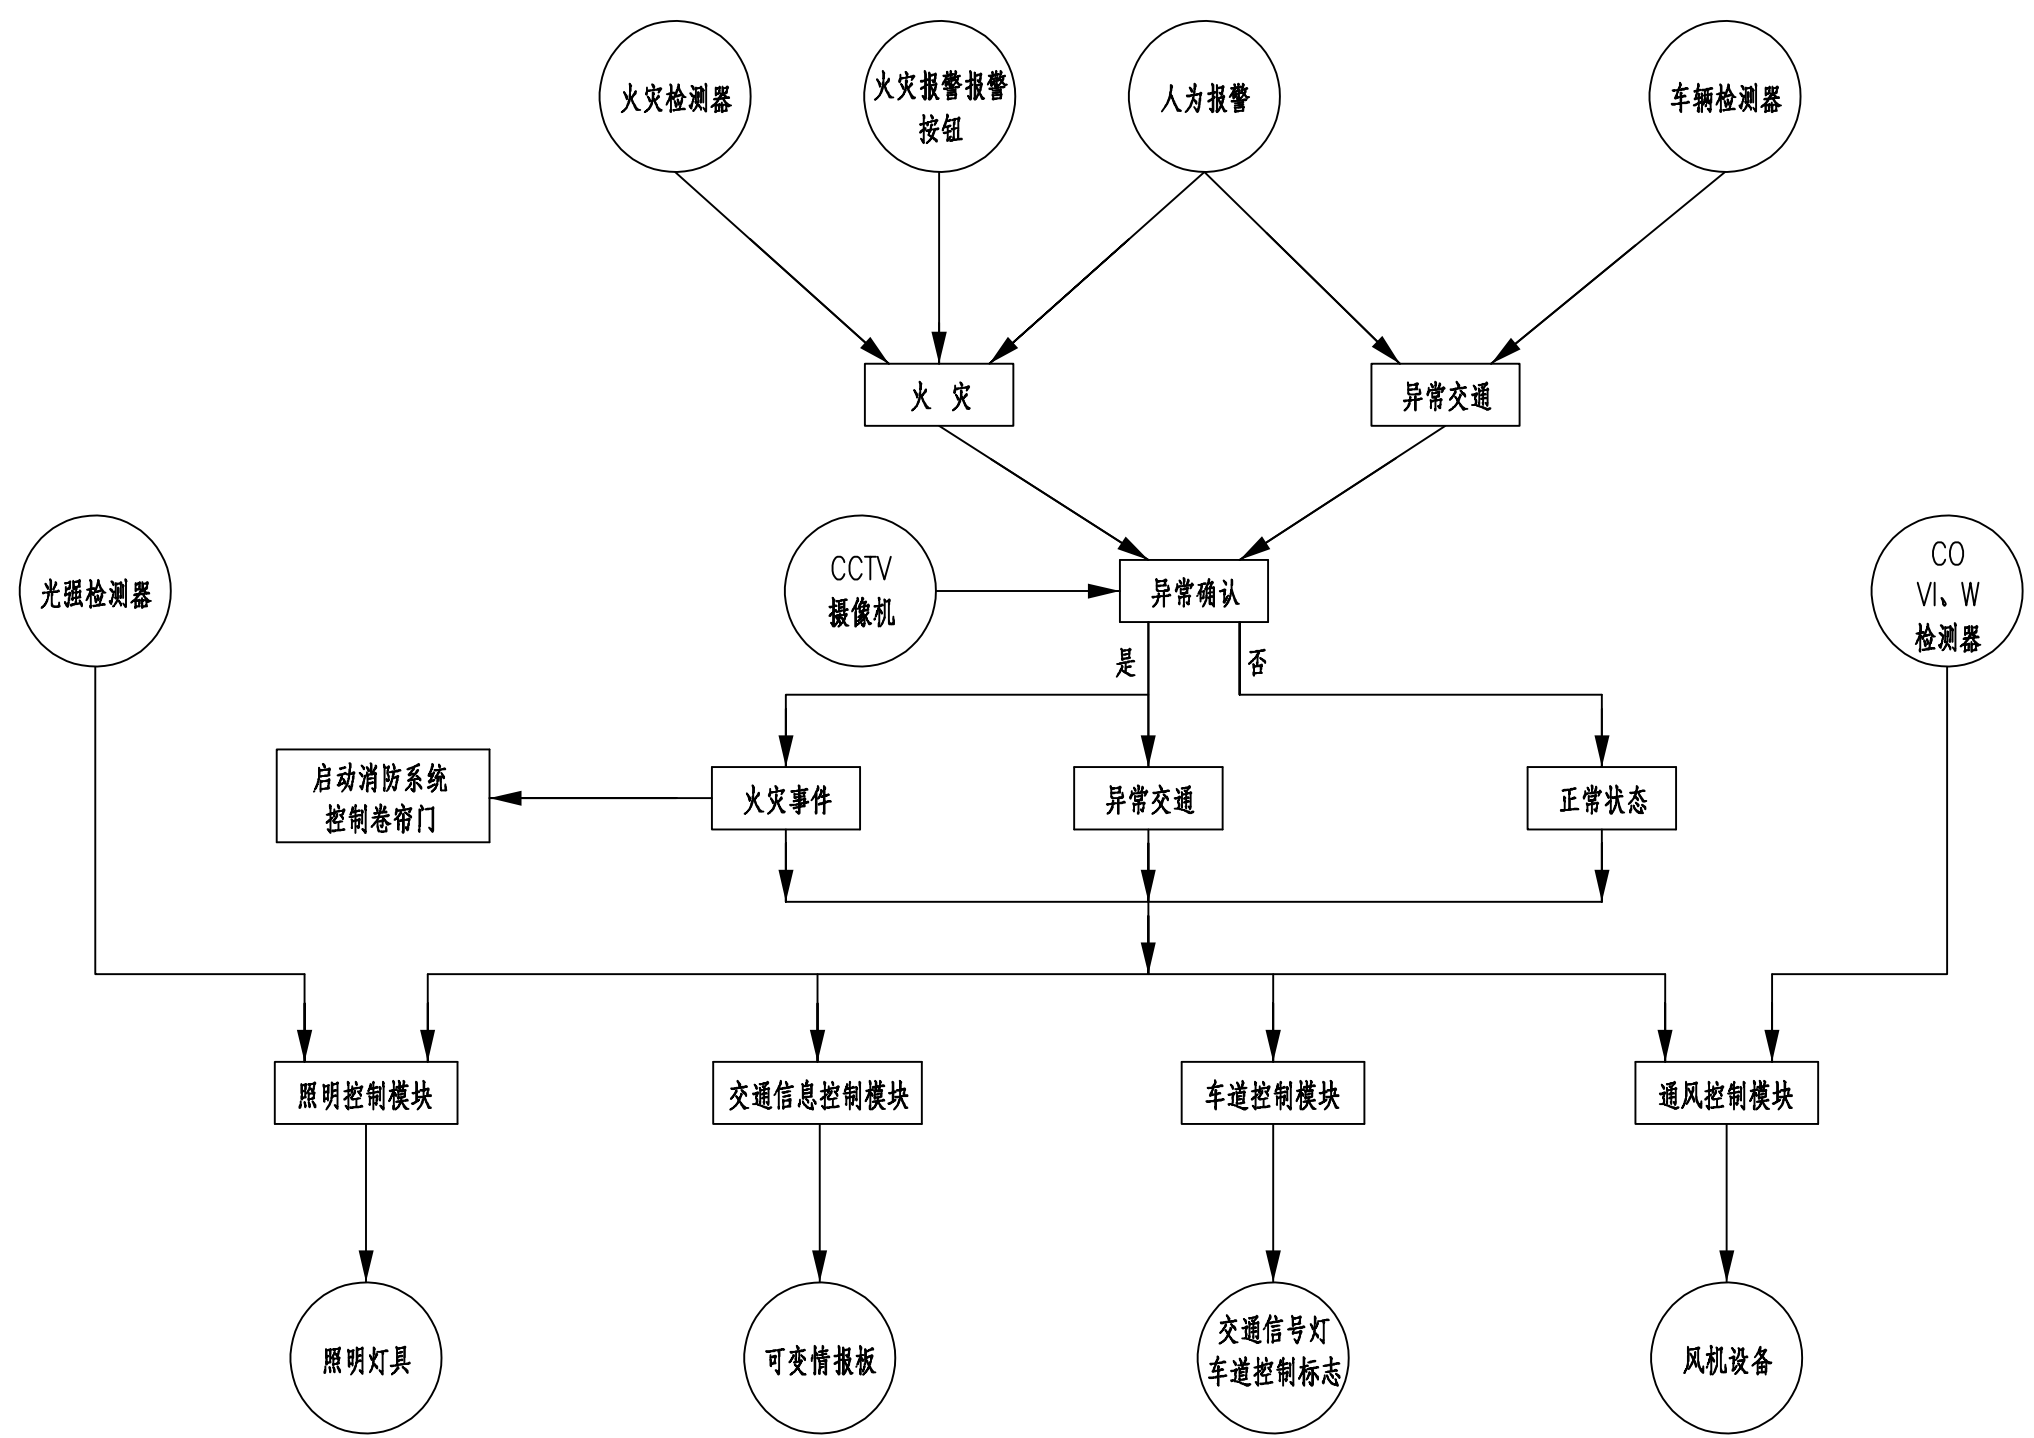 火灾检测器
火灾报警报警
按钮
人为报警
车辆检测器
火 灾
异常交通
光强检测器
CCTV
摄像机
异常确认
CO
VI、W
检测器
是
否
启动消防系统
控制卷帘门
火灾事件
异常交通
正常状态
照明控制模块
交通信息控制模块
车道控制模块
通风控制模块
照明灯具
可变情报板
交通信号灯
车道控制标志
风机设备